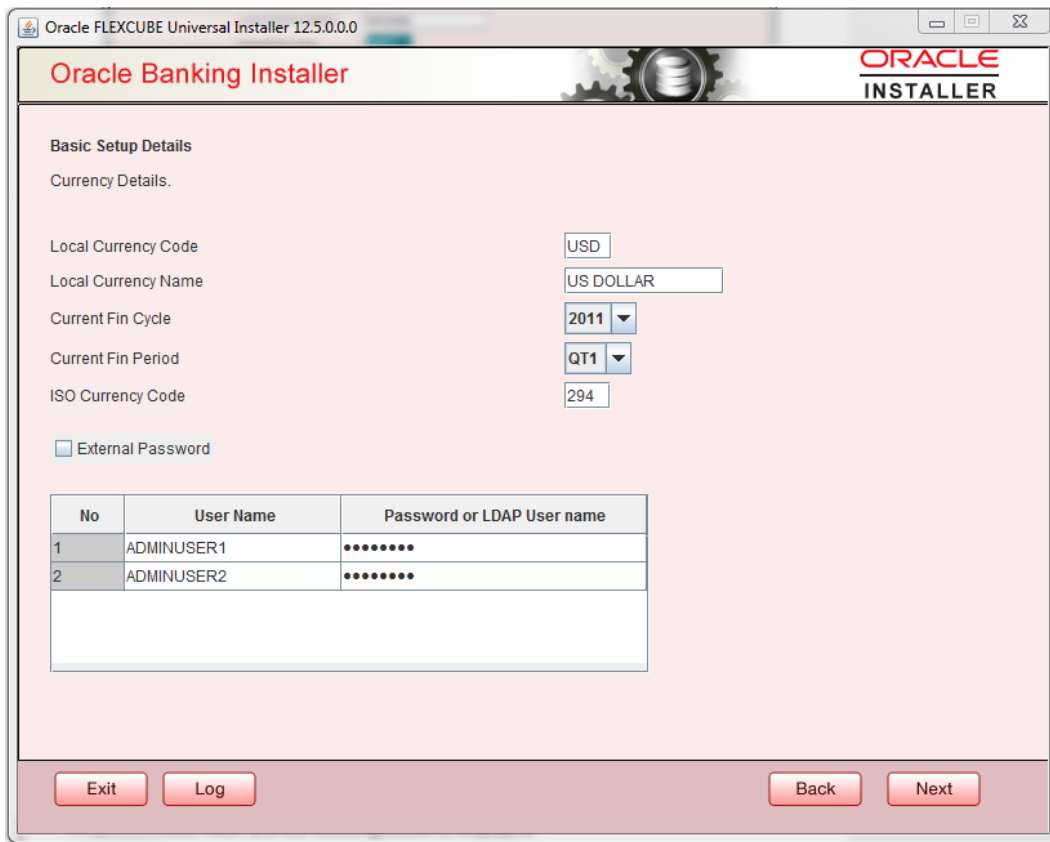 Oracle FLEXCUBE Universal Installer 12.5.0.0.0
Oracle Banking Installer
ORACLE
INSTALLER
Basic Setup Details
Currency Details.
Local Currency Code USD
Local Currency Name US DOLLAR
Current Fin Cycle 2011
Current Fin Period QT1
ISO Currency Code 294
External Password
No User Name Password or LDAP User name
1 ADMINUSER1 ••••••••
2 ADMINUSER2 ••••••••
Exit Log Back Next